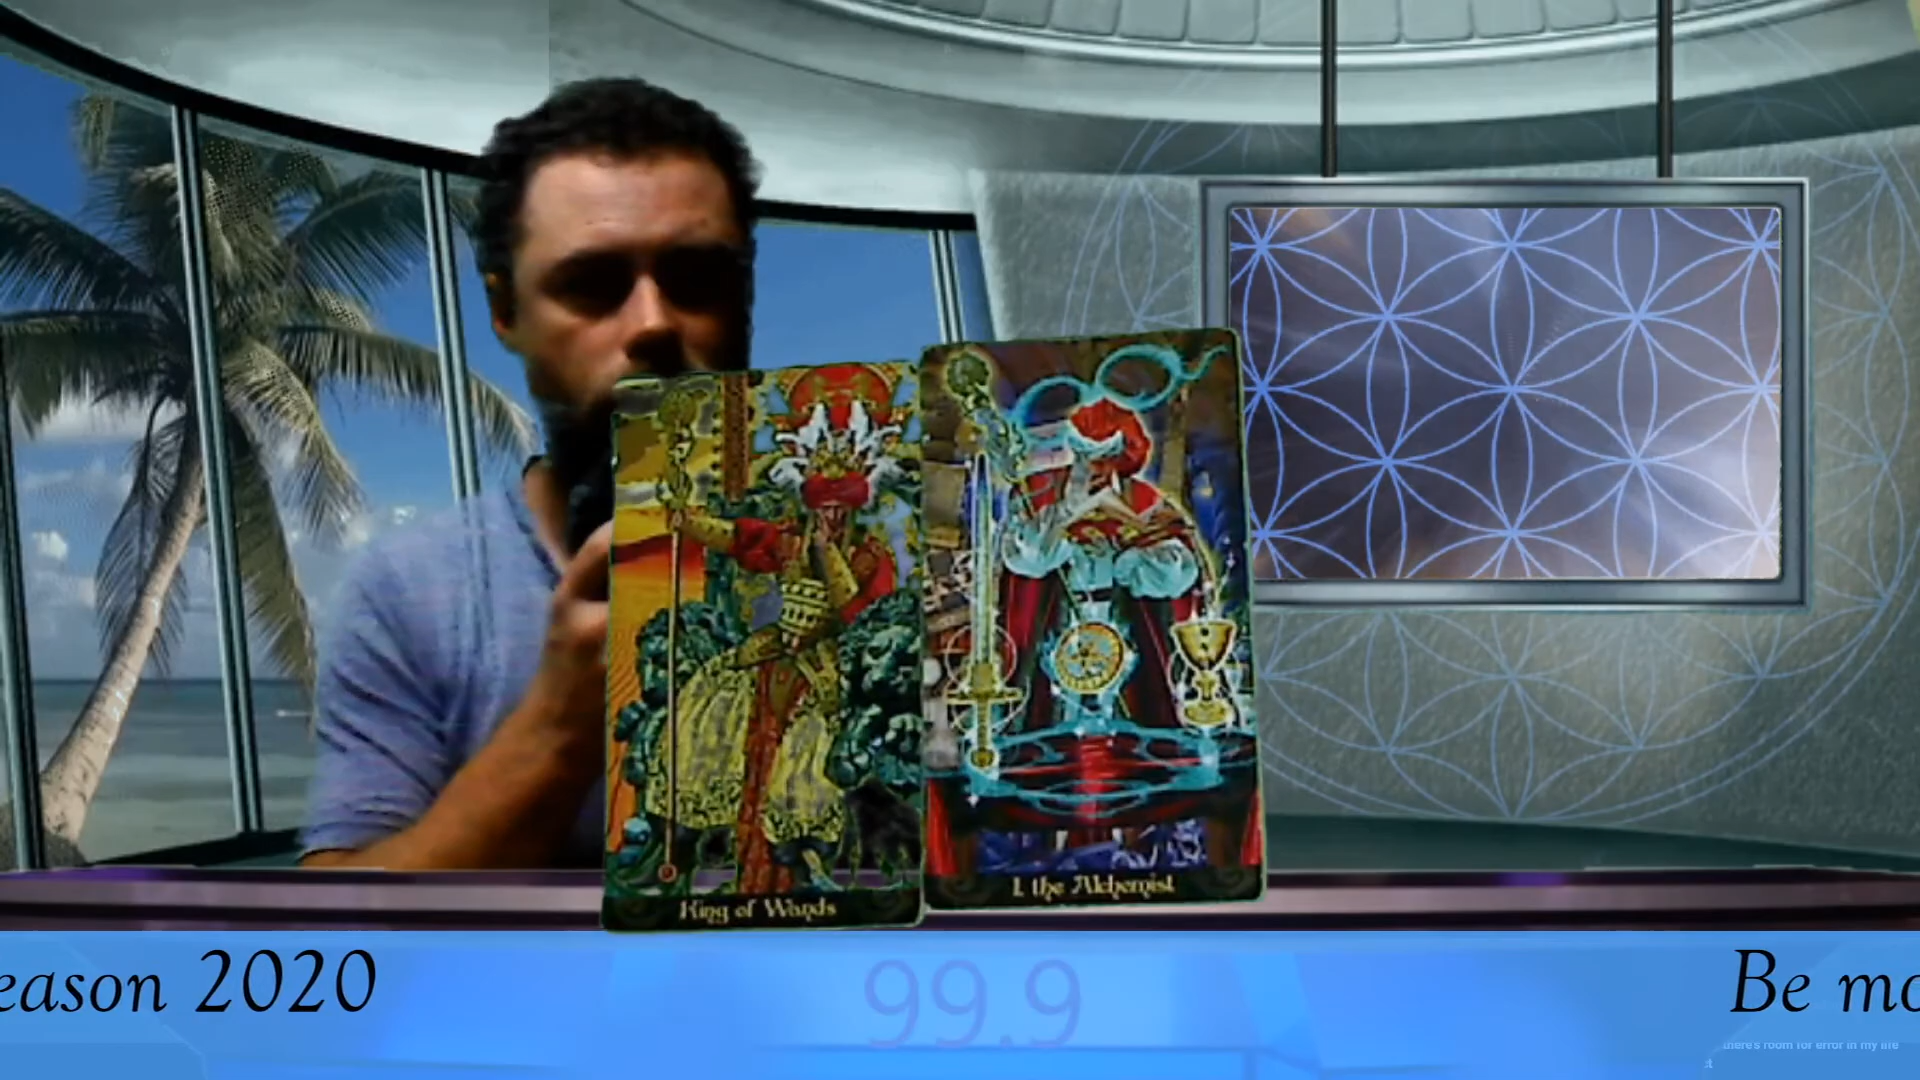 King of Wands
I. the Alchemist
eason 2020
99.9
Be mo
there's room for error in my life